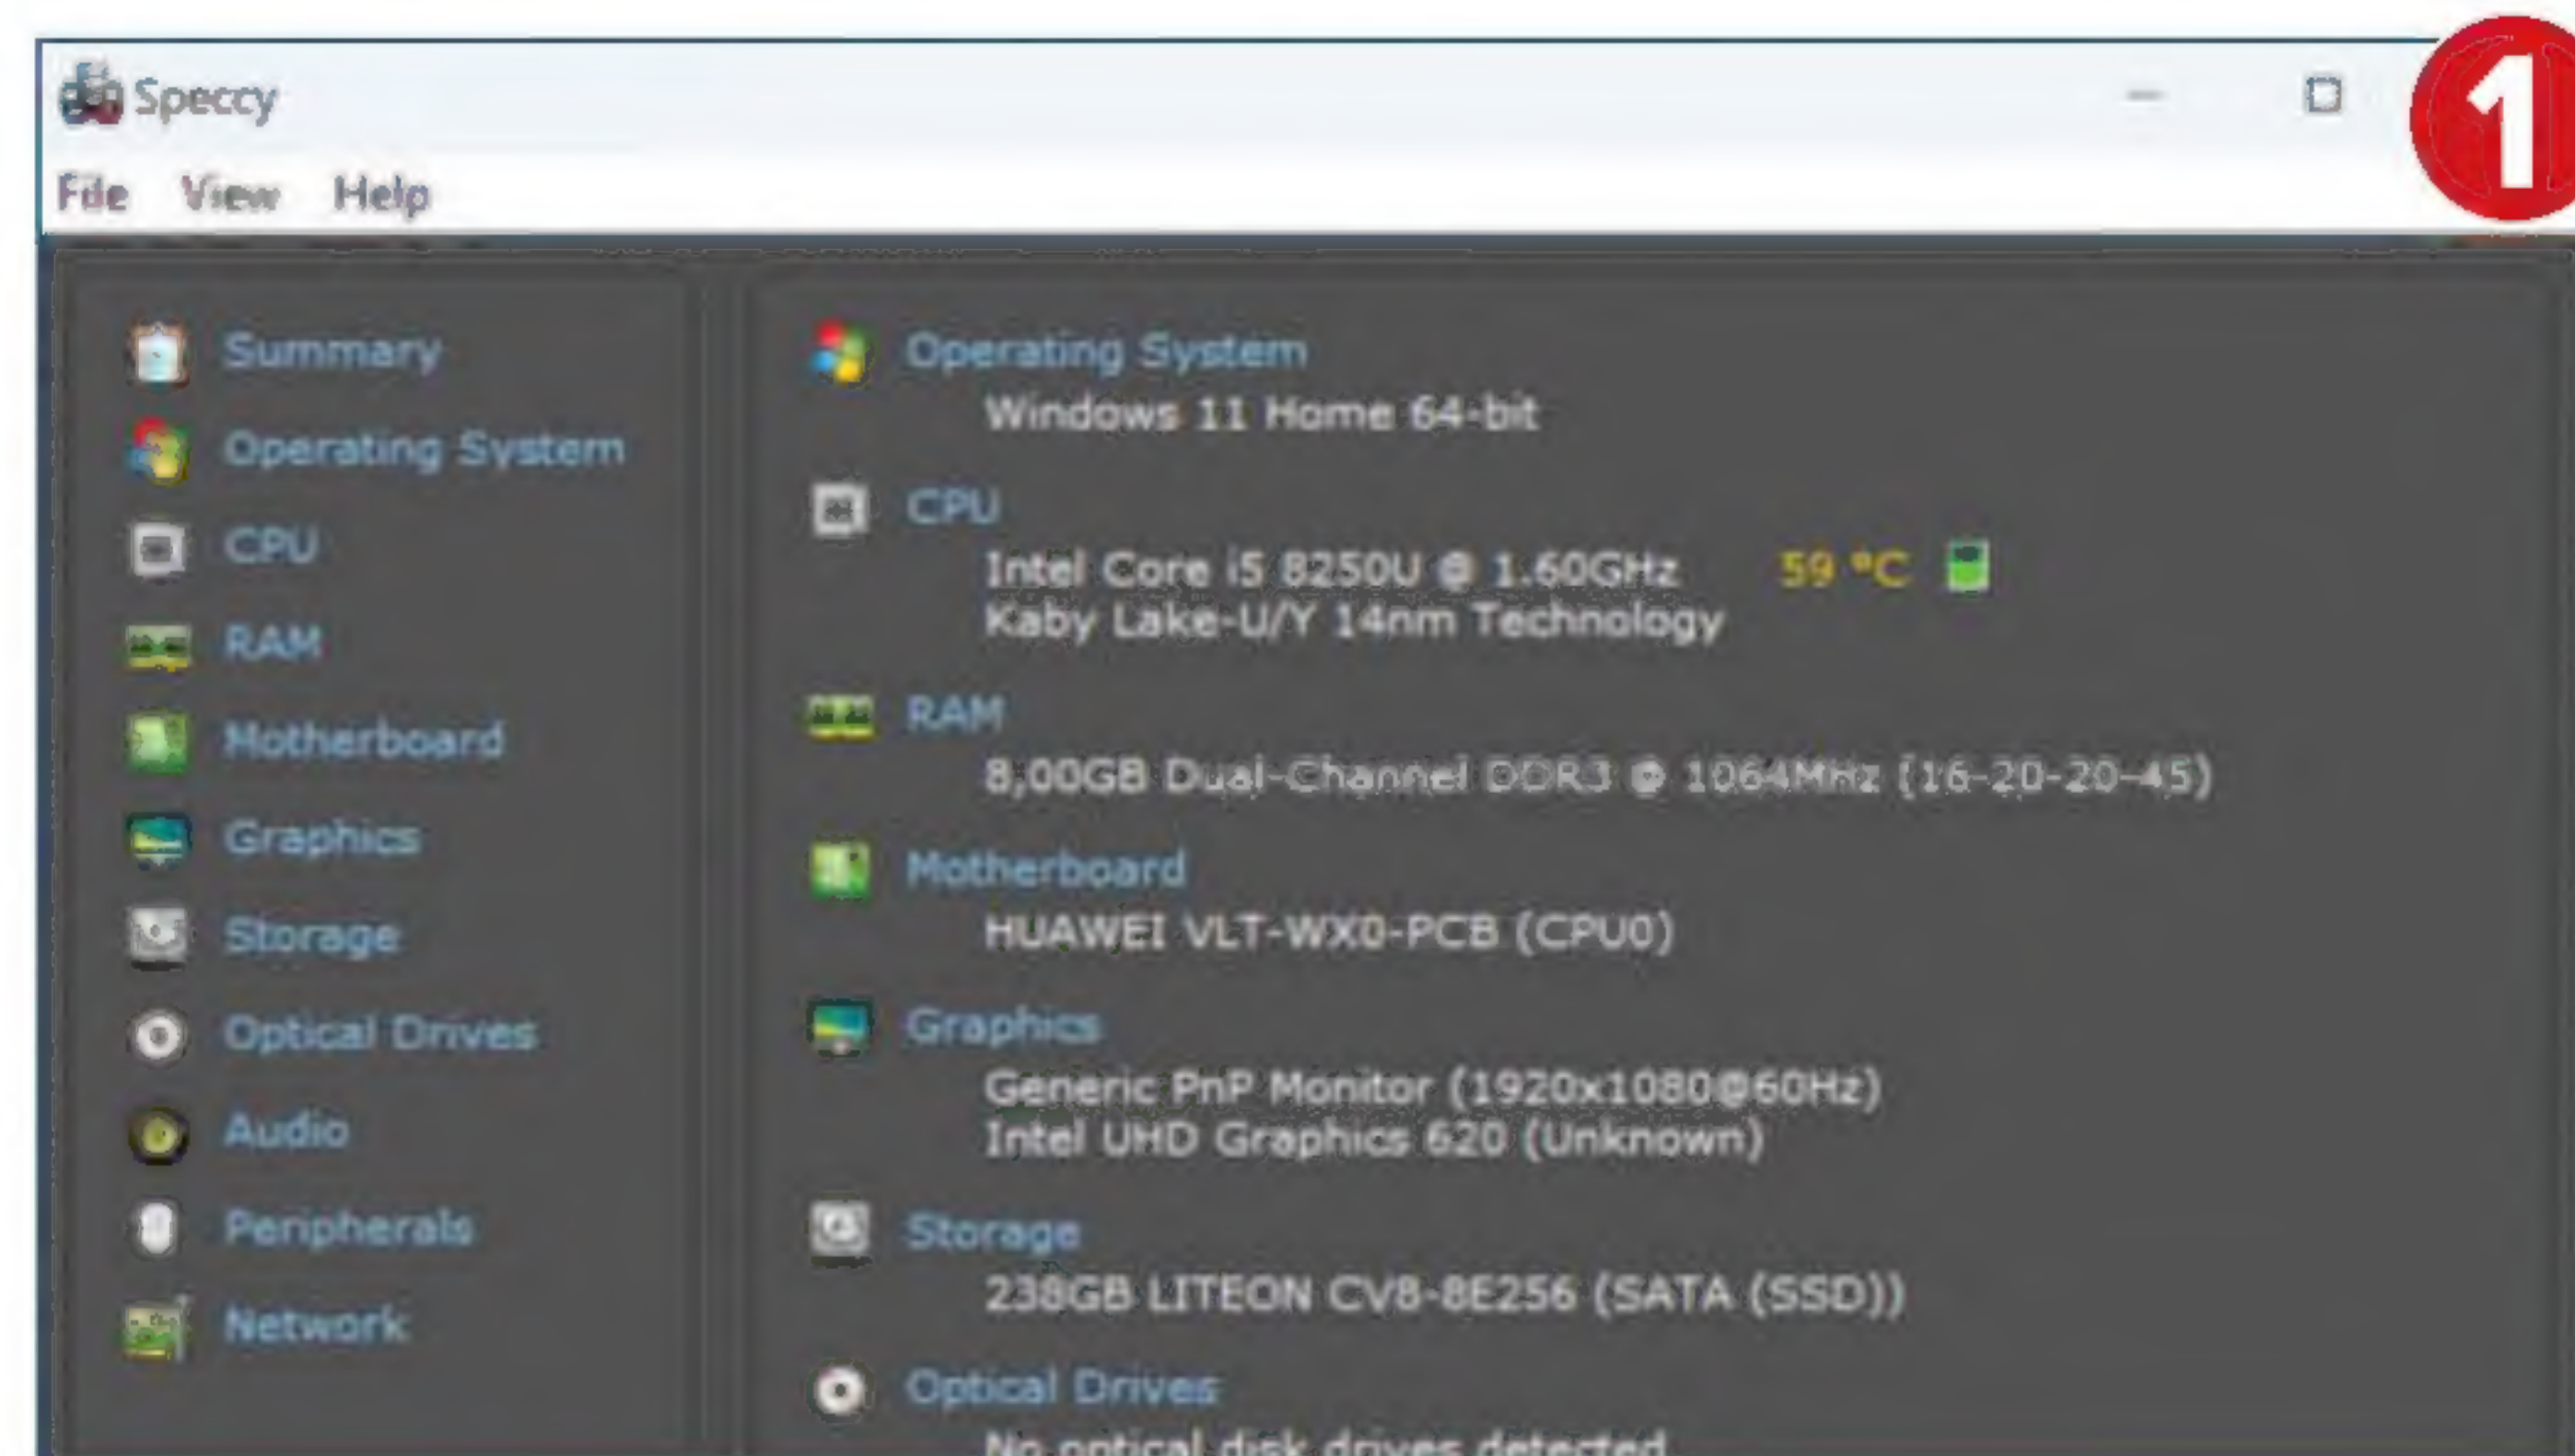 Speccy
1
File View Help
Summary
Operating System
CPU
RAM
Motherboard
Graphics
Storage
Optical Drives
Audio
Peripherals
Network
Operating System
Windows 11 Home 64-bit
CPU
Intel Core i5 8250U @ 1.60GHz 59 °C
Kaby Lake-U/Y 14nm Technology
RAM
8,00GB Dual-Channel DDR3 @ 1064MHz (16-20-20-45)
Motherboard
HUAWEI VLT-WX0-PCB (CPU0)
Graphics
Generic PnP Monitor (1920x1080@60Hz)
Intel UHD Graphics 620 (Unknown)
Storage
238GB LITEON CV8-8E256 (SATA (SSD))
Optical Drives
No optical disk drives detected